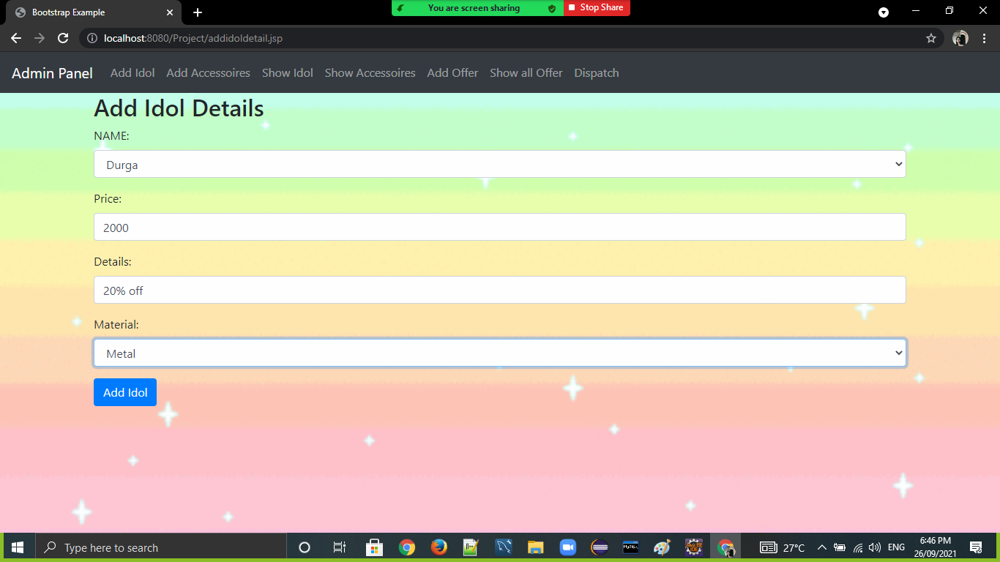 Bootstrap Example
You are screen sharing
Stop Share
localhost:8080/Project/addidoldetail.jsp
Admin Panel Add Idol Add Accessoires Show Idol Show Accessoires Add Offer Show all Offer Dispatch
Add Idol Details
NAME:
Durga
Price:
2000
Details:
20% off
Material:
Metal
Add Idol
Type here to search
27°C
ENG
6:46 PM
26/09/2021